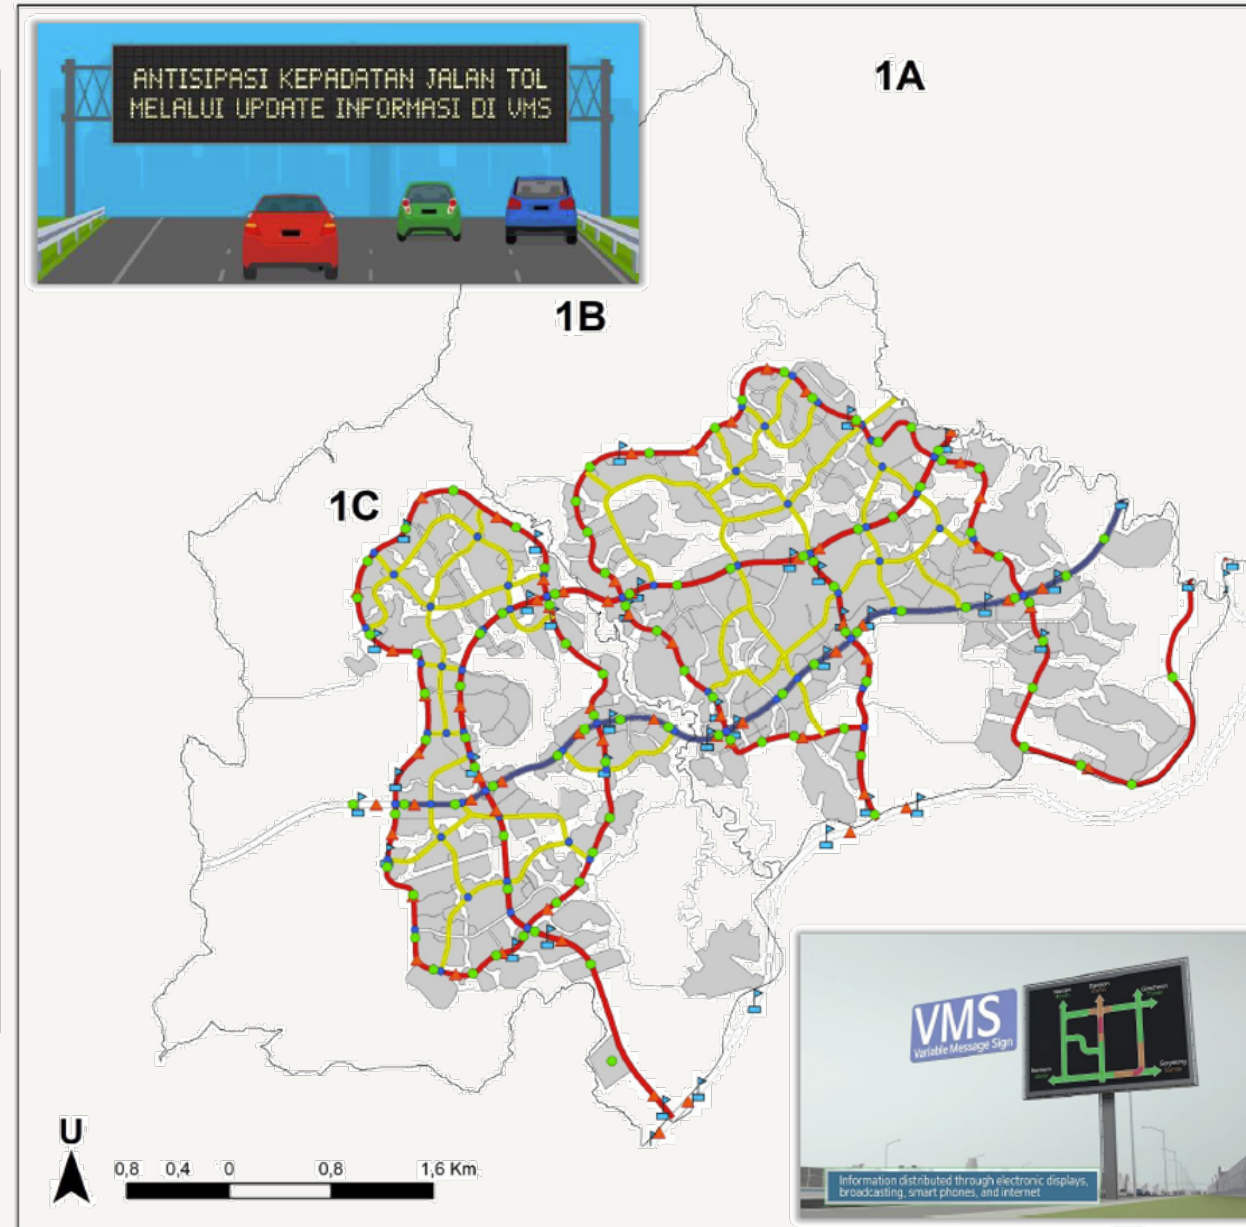 ANTISIPASI KEPADATAN JALAN TOL
MELALUI UPDATE INFORMASI DI VMS
1A
1B
1C
U
0,8 0,4 0 0,8 1,6 Km
VMS
Variable Message Sign
Information distributed through electronic displays,
broadcasting, smart phones, and internet